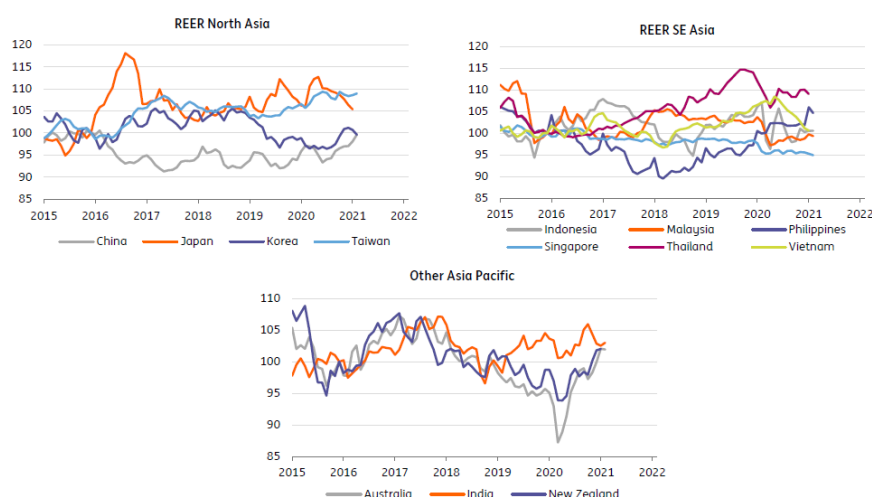 REER North Asia
120
115
110
105
100
95
90
85
2015 2016 2017 2018 2019 2020 2021 2022
China Japan Korea Taiwan
REER SE Asia
120
115
110
105
100
95
90
85
2015 2016 2017 2018 2019 2020 2021 2022
Indonesia Malaysia Philippines
Singapore Thailand Vietnam
Other Asia Pacific
110
105
100
95
90
85
2015 2016 2017 2018 2019 2020 2021 2022
Australia India New Zealand